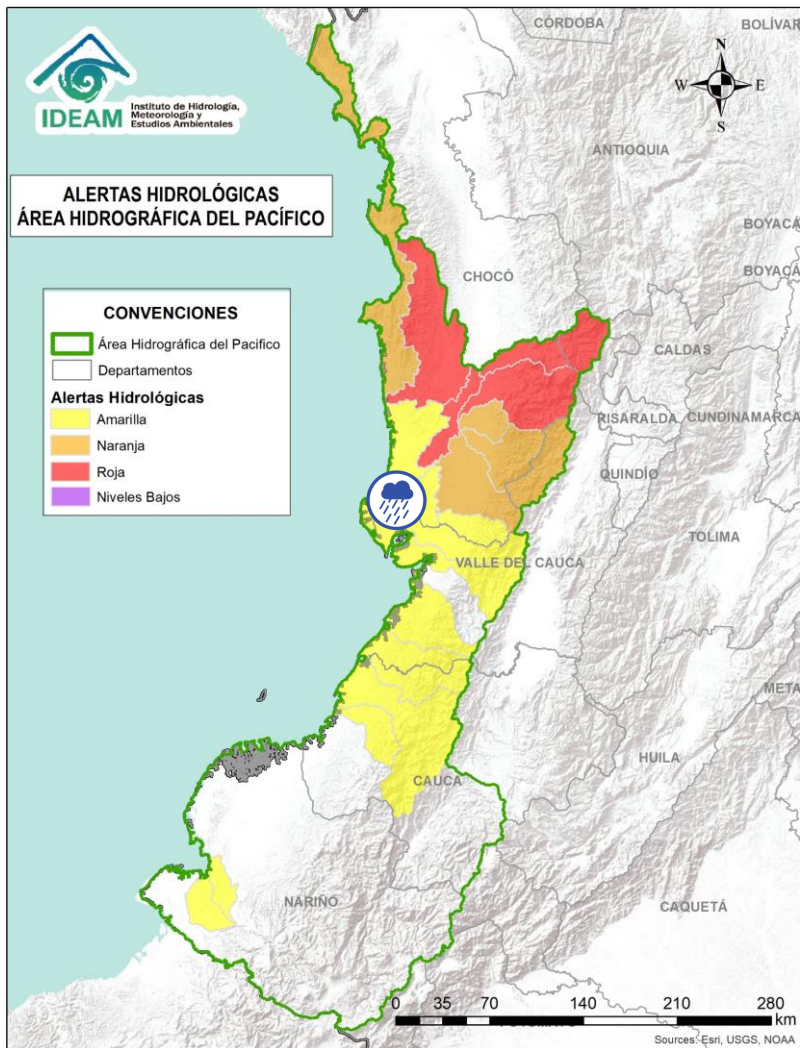 IDEAM
Instituto de Hidrología,
Meteorología y
Estudios Ambientales
CÓRDOBA
BOLÍVAR
N
W
E
S
ANTIOQUIA
ALERTAS HIDROLÓGICAS
ÁREA HIDROGRÁFICA DEL PACÍFICO
BOYACÁ
BOYACÁ
CHOCÓ
CONVENCIONES
Área Hidrográfica del Pacifico
Departamentos
Alertas Hidrológicas
Amarilla
Naranja
Roja
Niveles Bajos
CALDAS
RISARALDA
CUNDINAMARCA
QUINDÍO
TOLIMA
VALLE DEL CAUCA
META
HUILA
CAUCA
NARIÑO
CAQUETÁ
0 35 70 140 210 280
km
Sources: Esri, USGS, NOAA